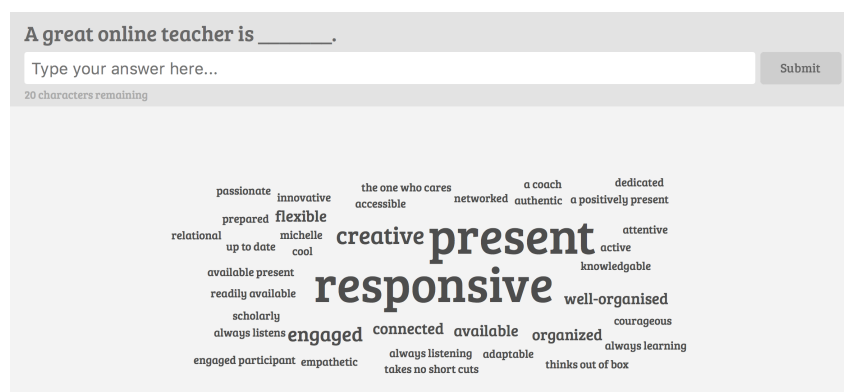 A great online teacher is ________.
Type your answer here...
Submit
20 characters remaining
passionate
innovative
the one who cares
accessible
networked
a coach
authentic
dedicated
a positively present
prepared
flexible
relational
michelle
up to date
cool
creative
present
attentive
active
knowledgable
available present
readily available
responsive
well-organised
scholarly
always listens
engaged
connected
available
organized
courageous
always learning
engaged participant
empathetic
always listening
adaptable
takes no short cuts
thinks out of box